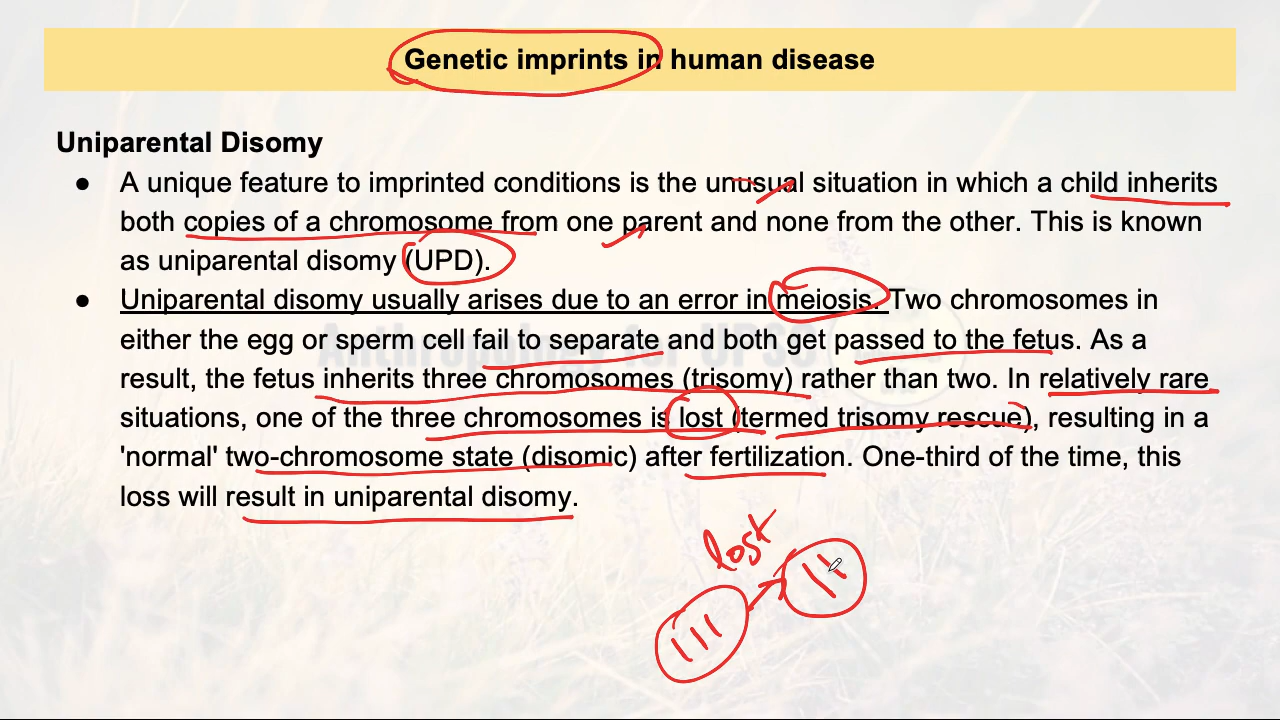 Genetic imprints in human disease
Uniparental Disomy
● A unique feature to imprinted conditions is the unusual situation in which a child inherits
both copies of a chromosome from one parent and none from the other. This is known
as uniparental disomy (UPD).
● Uniparental disomy usually arises due to an error in meiosis. Two chromosomes in
either the egg or sperm cell fail to separate and both get passed to the fetus. As a
result, the fetus inherits three chromosomes (trisomy) rather than two. In relatively rare
situations, one of the three chromosomes is lost (termed trisomy rescue), resulting in a
'normal' two-chromosome state (disomic) after fertilization. One-third of the time, this
loss will result in uniparental disomy.
lost
Anthropology for UPSC